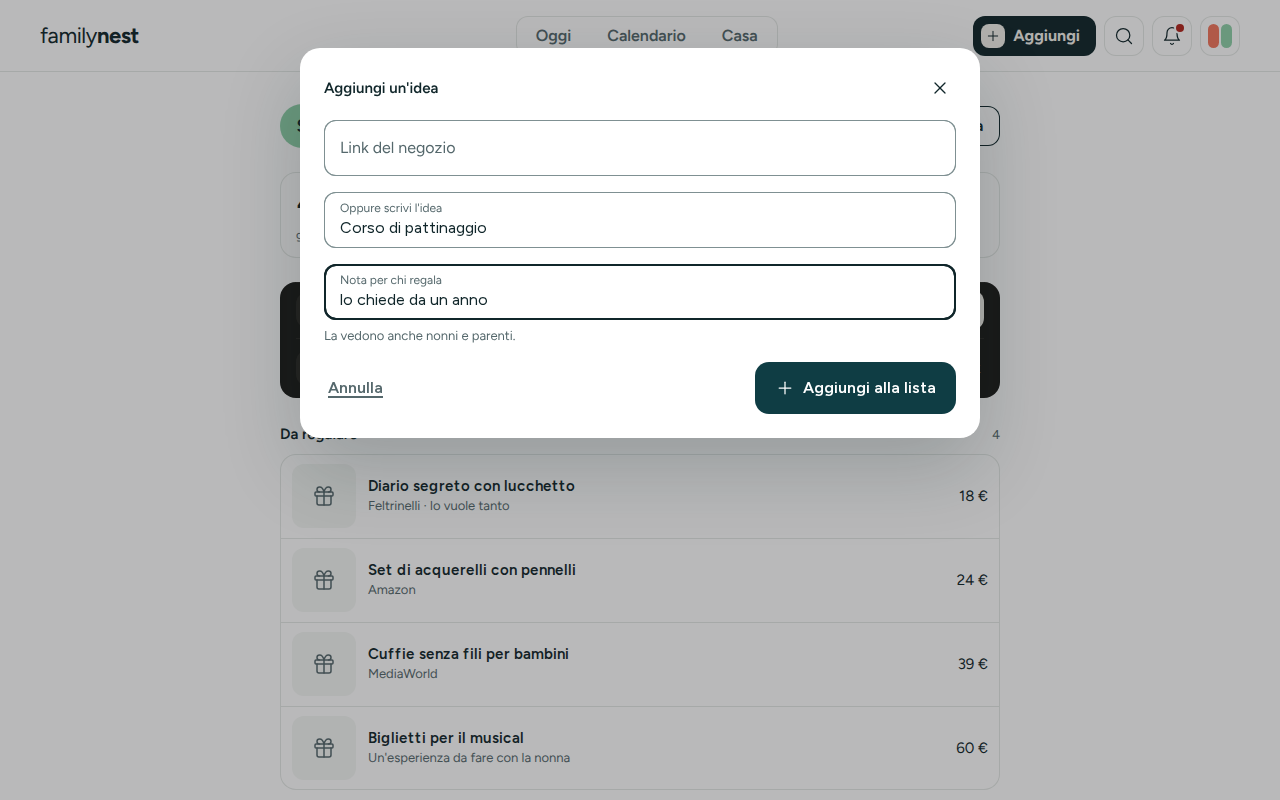 familynest
Oggi
Calendario
Casa
Aggiungi
Aggiungi un'idea
Link del negozio
Oppure scrivi l'idea
Corso di pattinaggio
Nota per chi regala
lo chiede da un anno
La vedono anche nonni e parenti.
Annulla
Aggiungi alla lista
4
Diario segreto con lucchetto
Feltrinelli · lo vuole tanto
18 €
Set di acquerelli con pennelli
Amazon
24 €
Cuffie senza fili per bambini
MediaWorld
39 €
Biglietti per il musical
Un'esperienza da fare con la nonna
60 €